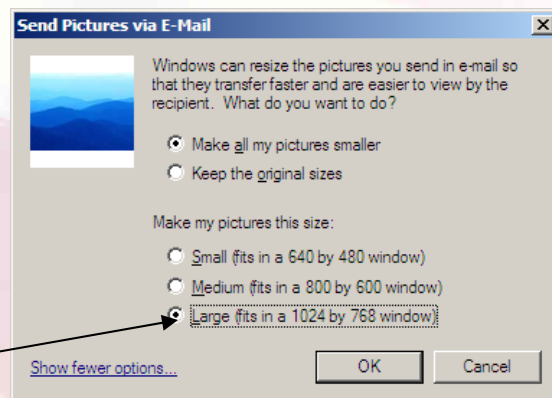 Send Pictures via E-Mail
Windows can resize the pictures you send in e-mail so
that they transfer faster and are easier to view by the
recipient. What do you want to do?
Make all my pictures smaller
Keep the original sizes
Make my pictures this size:
Small (fits in a 640 by 480 window)
Medium (fits in a 800 by 600 window)
Large (fits in a 1024 by 768 window)
Show fewer options...
OK
Cancel